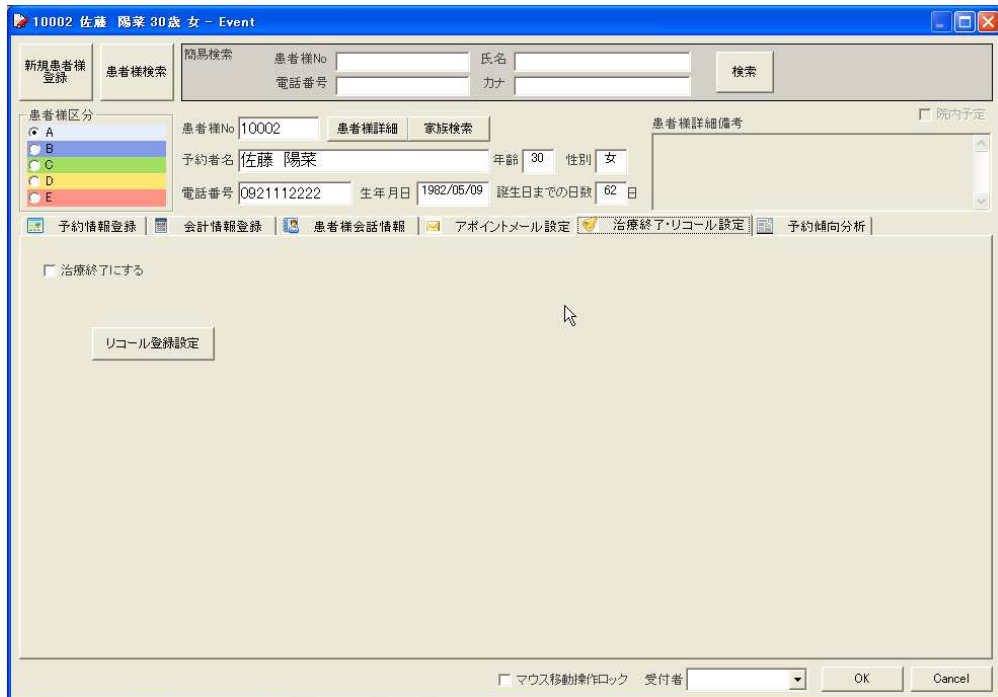 10002 佐藤　陽菜 30歳 女 - Event
新規患者様
登録
患者様検索
簡易検索
患者様No
氏名
電話番号
カナ
検索
患者様区分
A
B
C
D
E
患者様No 10002 患者様詳細 家族検索
予約者名 佐藤 陽菜 年齢 30 性別 女
電話番号 0921112222 生年月日 1982/05/09 誕生日までの日数 62 日
患者様詳細備考
院内予定
予約情報登録 会計情報登録 患者様会話情報 アポイントメール設定 治療終了・リコール設定 予約傾向分析
治療終了にする
リコール登録設定
マウス移動操作ロック 受付者 OK Cancel